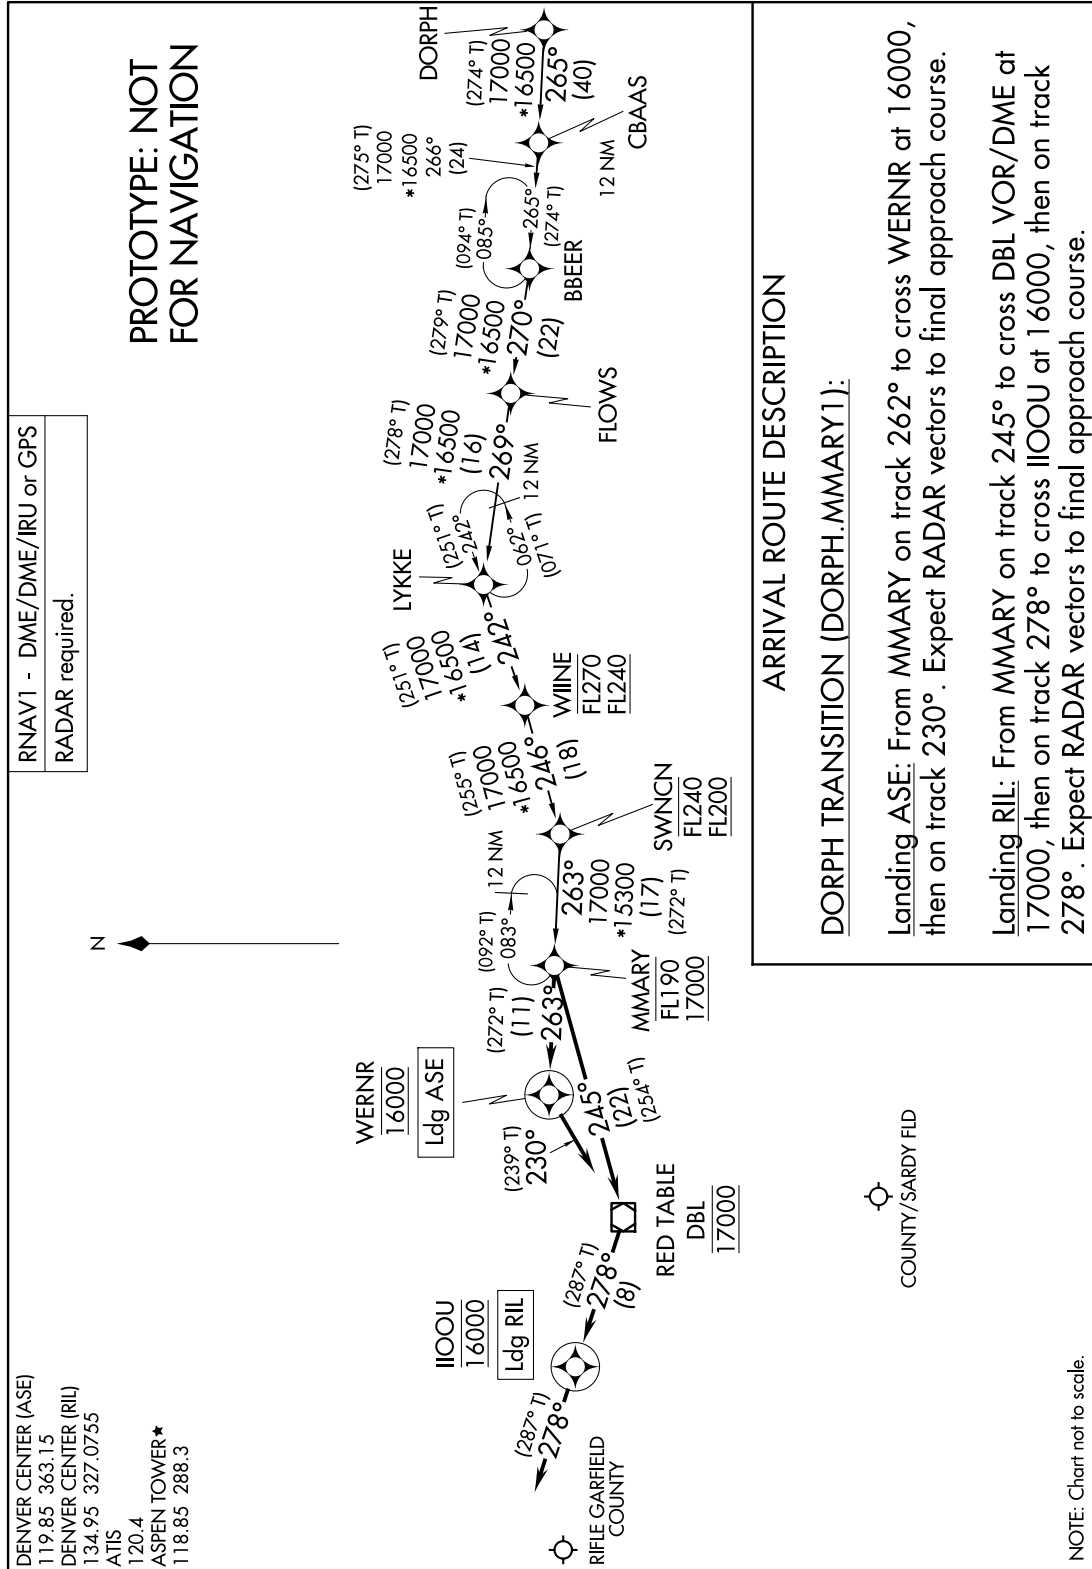 DENVER CENTER (ASE)
119.85 363.15
DENVER CENTER (RIL)
134.95 327.0755
ATIS
120.4
ASPEN TOWER★
118.85 288.3
RNAV1 - DME/DME/IRU or GPS
RADAR required.
PROTOTYPE: NOT
FOR NAVIGATION
N
RIFLE GARFIELD
COUNTY
(287° T)
278°
IIOOU
16000
Ldg RIL
(287° T)
278°
(8)
RED TABLE
DBL
17000
WERNR
16000
Ldg ASE
(239° T)
230°
245°
(22)
(254° T)
(272° T)
(11)
263°
MMARY
FL190
17000
(092° T)
083°
12 NM
263°
17000
*15300
(17)
(272° T)
SWNCN
FL240
FL200
(255° T)
17000
*16500
246°
(18)
WIINE
FL270
FL240
(251° T)
17000
*16500
(14)
242°
LYKKE
(251° T)
242°
062°
(071° T)
12 NM
(278° T)
17000
*16500
(16)
269°
FLOWS
(279° T)
17000
*16500
270°
(22)
BBEER
(094° T)
085°
265°
(274° T)
12 NM
(275° T)
17000
*16500
266°
(24)
CBAAS
(274° T)
17000
*16500
265°
(40)
DORPH
COUNTY/SARDY FLD
NOTE: Chart not to scale.
ARRIVAL ROUTE DESCRIPTION
DORPH TRANSITION (DORPH.MMARY1):
Landing ASE: From MMARY on track 262° to cross WERNR at 16000,
then on track 230°. Expect RADAR vectors to final approach course.
Landing RIL: From MMARY on track 245° to cross DBL VOR/DME at
17000, then on track 278° to cross IIOOU at 16000, then on track
278°. Expect RADAR vectors to final approach course.